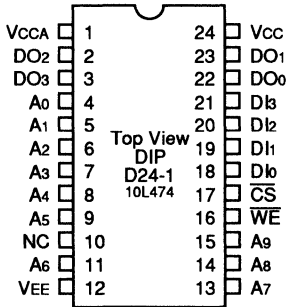 VCCA 1 24 VCC
DO2 2 23 DO1
DO3 3 22 DO0
A0 4 21 DI3
A1 5 20 DI2
A2 6 Top View 19 DI1
A3 7 DIP 18 DI0
A4 8 D24-1 17 CS
10L474
A5 9 16 WE
NC 10 15 A9
A6 11 14 A8
VEE 12 13 A7